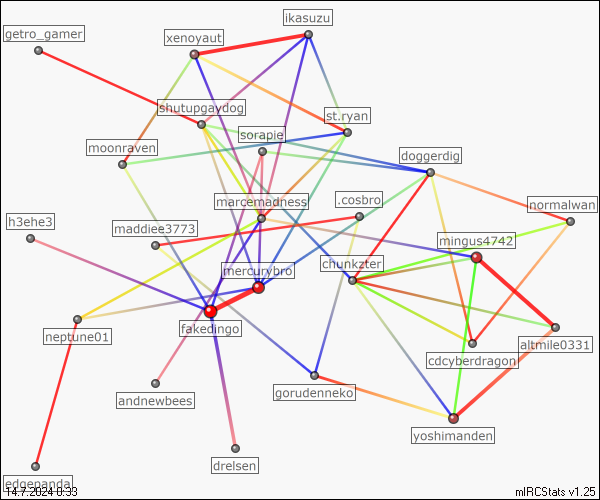 ikasuzu
getro_gamer
xenoyaut
shutupgaydog
st.ryan
sorapie
moonraven
doggerdig
marcemadness
.cosbro
normalwan
h3ehe3
maddiee3773
mingus4742
chunkzter
mercurybro
fakedingo
neptune01
altmile0331
cdcyberdragon
gorudenneko
andnewbees
yoshimanden
drelsen
edgepanda
14.7.2024 0:33
mIRCStats v1.25